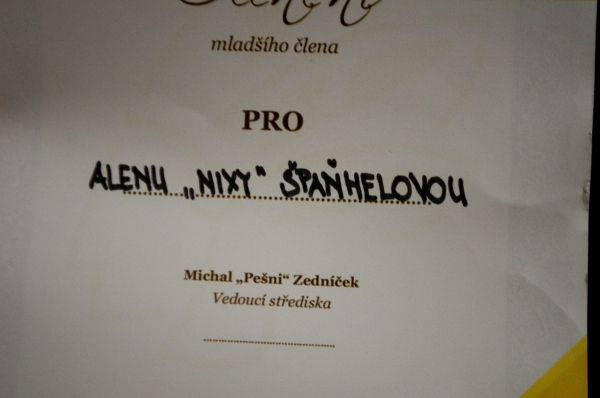 mladšího člena
PRO
ALENU „NIXY“ ŠPAŇHELOVOU
Michal „Pešni“ Zedníček
Vedoucí střediska